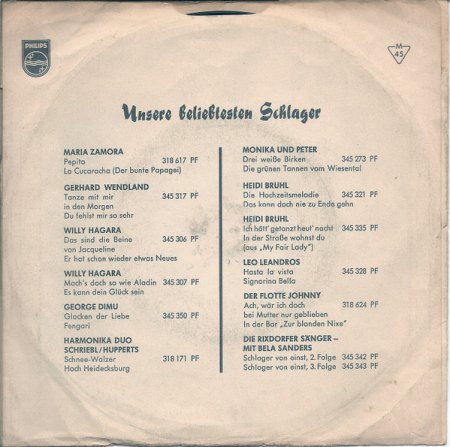 PHILIPS
M
45
Unsere beliebtesten Schlager
MARIA ZAMORA
Pepito 318 617 PF
La Cucaracha (Der bunte Papagei)
GERHARD WENDLAND
Tanze mit mir 345 317 PF
in den Morgen
Du fehlst mir so sehr
WILLY HAGARA
Das sind die Beine 345 306 PF
von Jacqueline
Er hat schon wieder etwas Neues
WILLY HAGARA
Mach's doch so wie Aladin 345 307 PF
Es kann dein Glück sein
GEORGE DIMU
Glocken der Liebe 345 350 PF
Fengari
HARMONIKA DUO
SCHRIEBL/HUPPERTS
Schnee-Walzer 318 171 PF
Hoch Heidecksburg
MONIKA UND PETER
Drei weiße Birken 345 273 PF
Die grünen Tannen vom Wiesental
HEIDI BRUHL
Die Hochzeitsmelodie 345 321 PF
Das kann doch nie zu Ende gehn
HEIDI BRUHL
Ich hätt' getanzt heut' nacht 345 335 PF
In der Straße wohnst du
(aus „My Fair Lady")
LEO LEANDROS
Hasta la vista 345 328 PF
Signorina Bella
DER FLOTTE JOHNNY
Ach, wär ich doch 318 624 PF
bei Mutter nur geblieben
In der Bar „Zur blonden Nixe"
DIE RIXDORFER SÄNGER –
MIT BELA SANDERS
Schlager von einst, 2. Folge 345 342 PF
Schlager von einst, 3. Folge 345 343 PF